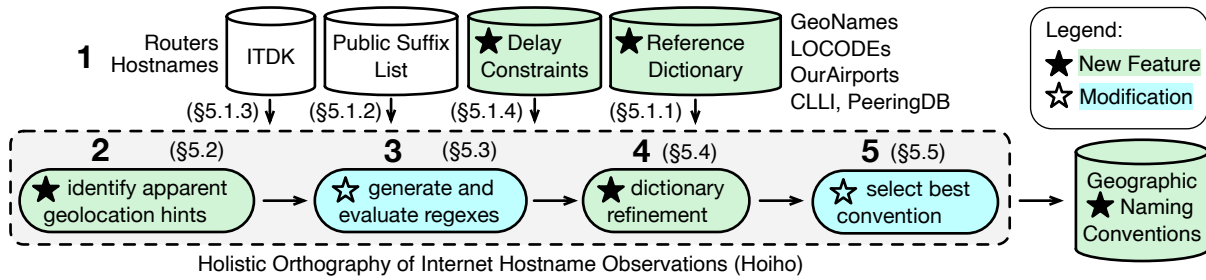 1
Routers
Hostnames
ITDK
Public Suffix
List
★ Delay
Constraints
★ Reference
Dictionary
GeoNames
LOCODEs
OurAirports
CLLI, PeeringDB
Legend:
★ New Feature
☆ Modification
(§5.1.3)
(§5.1.2)
(§5.1.4)
(§5.1.1)
2 (§5.2)
★ identify apparent
geolocation hints
3 (§5.3)
☆ generate and
evaluate regexes
4 (§5.4)
★ dictionary
refinement
5 (§5.5)
☆ select best
convention
Geographic
★ Naming
Conventions
Holistic Orthography of Internet Hostname Observations (Hoiho)